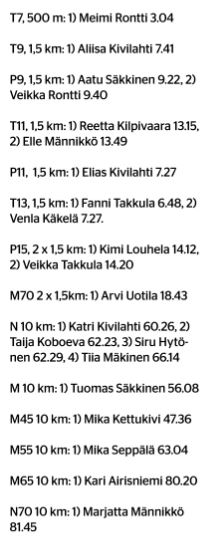 T7, 500 m: 1) Meimi Rontti 3.04
T9, 1,5 km: 1) Aliisa Kivilahti 7.41
P9, 1,5 km: 1) Aatu Säkkinen 9.22, 2)
Veikka Rontti 9.40
T11, 1,5 km: 1) Reetta Kilpivaara 13.15,
2) Elle Männikkö 13.49
P11, 1,5 km: 1) Elias Kivilahti 7.27
T13, 1,5 km: 1) Fanni Takkula 6.48, 2)
Venla Käkelä 7.27.
P15, 2 x 1,5 km: 1) Kimi Louhela 14.12,
2) Veikka Takkula 14.20
M70 2 x 1,5km: 1) Arvi Uotila 18.43
N 10 km: 1) Katri Kivilahti 60.26, 2)
Taija Koboeva 62.23, 3) Siru Hytö-
nen 62.29, 4) Tiia Mäkinen 66.14
M 10 km: 1) Tuomas Säkkinen 56.08
M45 10 km: 1) Mika Kettukivi 47.36
M55 10 km: 1) Mika Seppälä 63.04
M65 10 km: 1) Kari Airisniemi 80.20
N70 10 km: 1) Marjatta Männikkö
81.45